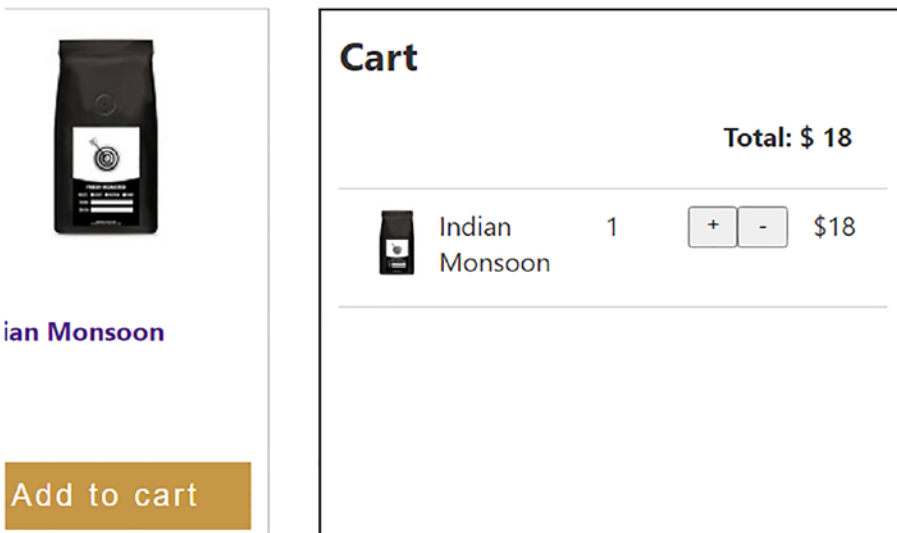 Cart
Total: $ 18
Indian Monsoon
1
+
-
$18
ian Monsoon
Add to cart